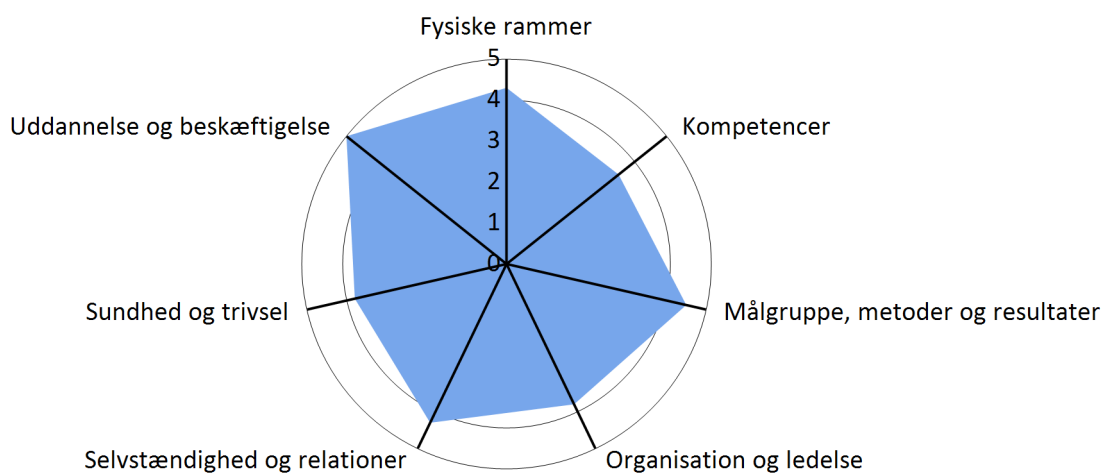 Fysiske rammer
5
4
3
2
1
0
Kompetencer
Målgruppe, metoder og resultater
Organisation og ledelse
Selvstændighed og relationer
Sundhed og trivsel
Uddannelse og beskæftigelse